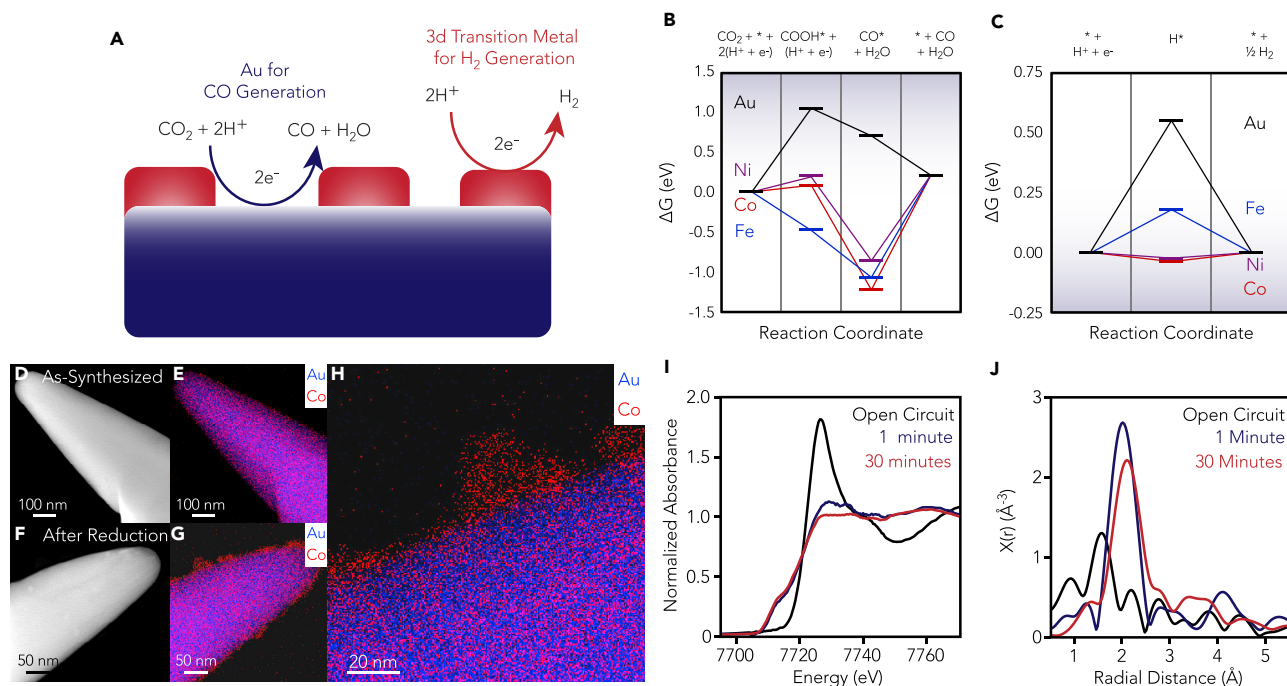 A
3d Transition Metal
for H₂ Generation
Au for
CO Generation
2H⁺
H₂
CO₂ + 2H⁺
CO + H₂O
2e⁻
2e⁻
B
CO₂ + * +
2(H⁺ + e-)
COOH* +
(H⁺ + e-)
CO*
+ H₂O
* + CO
+ H₂O
1.5
1.0
0.5
0.0
-0.5
-1.0
-1.5
ΔG (eV)
Au
Ni
Co
Fe
Reaction Coordinate
C
* +
H⁺ + e-
H*
* +
½ H₂
0.75
0.50
0.25
0.00
-0.25
ΔG (eV)
Au
Fe
Ni
Co
Reaction Coordinate
D As-Synthesized
100 nm
E
Au
Co
100 nm
F After Reduction
50 nm
G
Au
Co
50 nm
H
Au
Co
20 nm
I
Open Circuit
1 minute
30 minutes
2.0
1.5
1.0
0.5
0
Normalized Absorbance
7700 7720 7740 7760
Energy (eV)
J
Open Circuit
1 Minute
30 Minutes
3
2
1
0
X(r) (Å-³)
1 2 3 4 5
Radial Distance (Å)